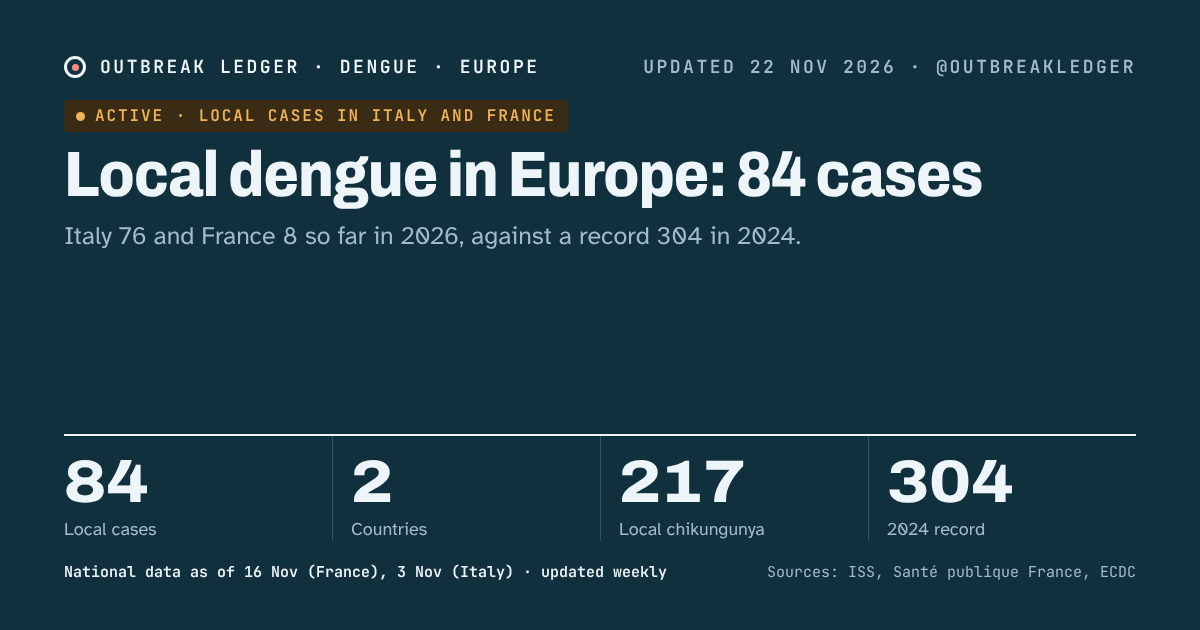 OUTBREAK LEDGER · DENGUE · EUROPE
UPDATED 22 NOV 2026 · @OUTBREAKLEDGER
ACTIVE · LOCAL CASES IN ITALY AND FRANCE
Local dengue in Europe: 84 cases
Italy 76 and France 8 so far in 2026, against a record 304 in 2024.
84
Local cases
2
Countries
217
Local chikungunya
304
2024 record
National data as of 16 Nov (France), 3 Nov (Italy) · updated weekly
Sources: ISS, Santé publique France, ECDC